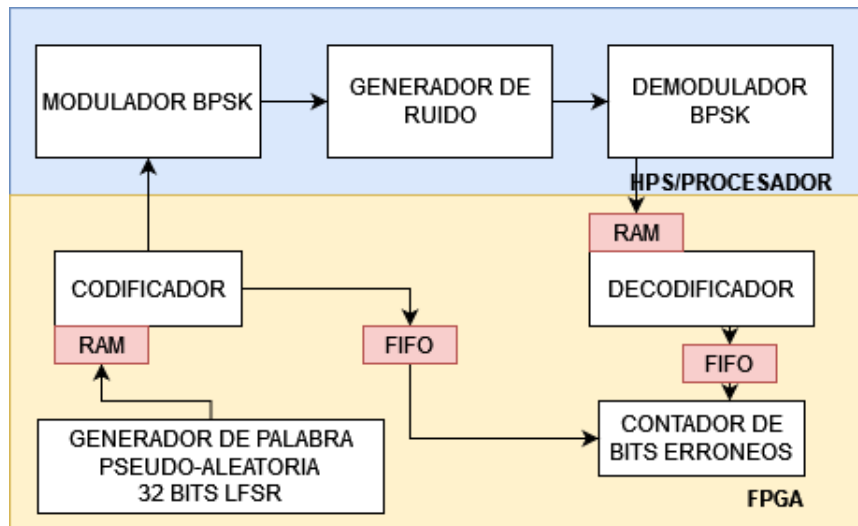 MODULADOR BPSK
GENERADOR DE
RUIDO
DEMODULADOR
BPSK
HPS/PROCESADOR
RAM
CODIFICADOR
DECODIFICADOR
RAM
FIFO
FIFO
GENERADOR DE PALABRA
PSEUDO-ALEATORIA
32 BITS LFSR
CONTADOR DE
BITS ERRONEOS
FPGA